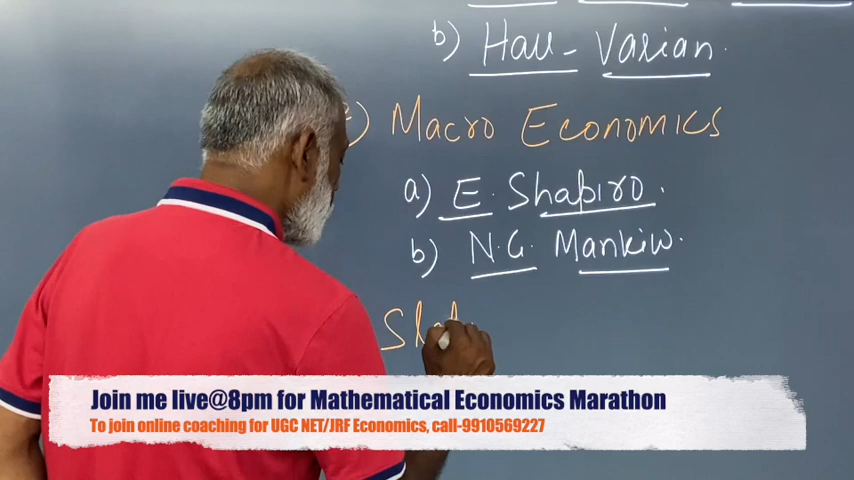 b) Hall - Varian.
) Macro Economics
a) E. Shapiro.
b) N.G. Mankiw.
Join me live@8pm for Mathematical Economics Marathon
To join online coaching for UGC NET/JRF Economics, call-9910569227